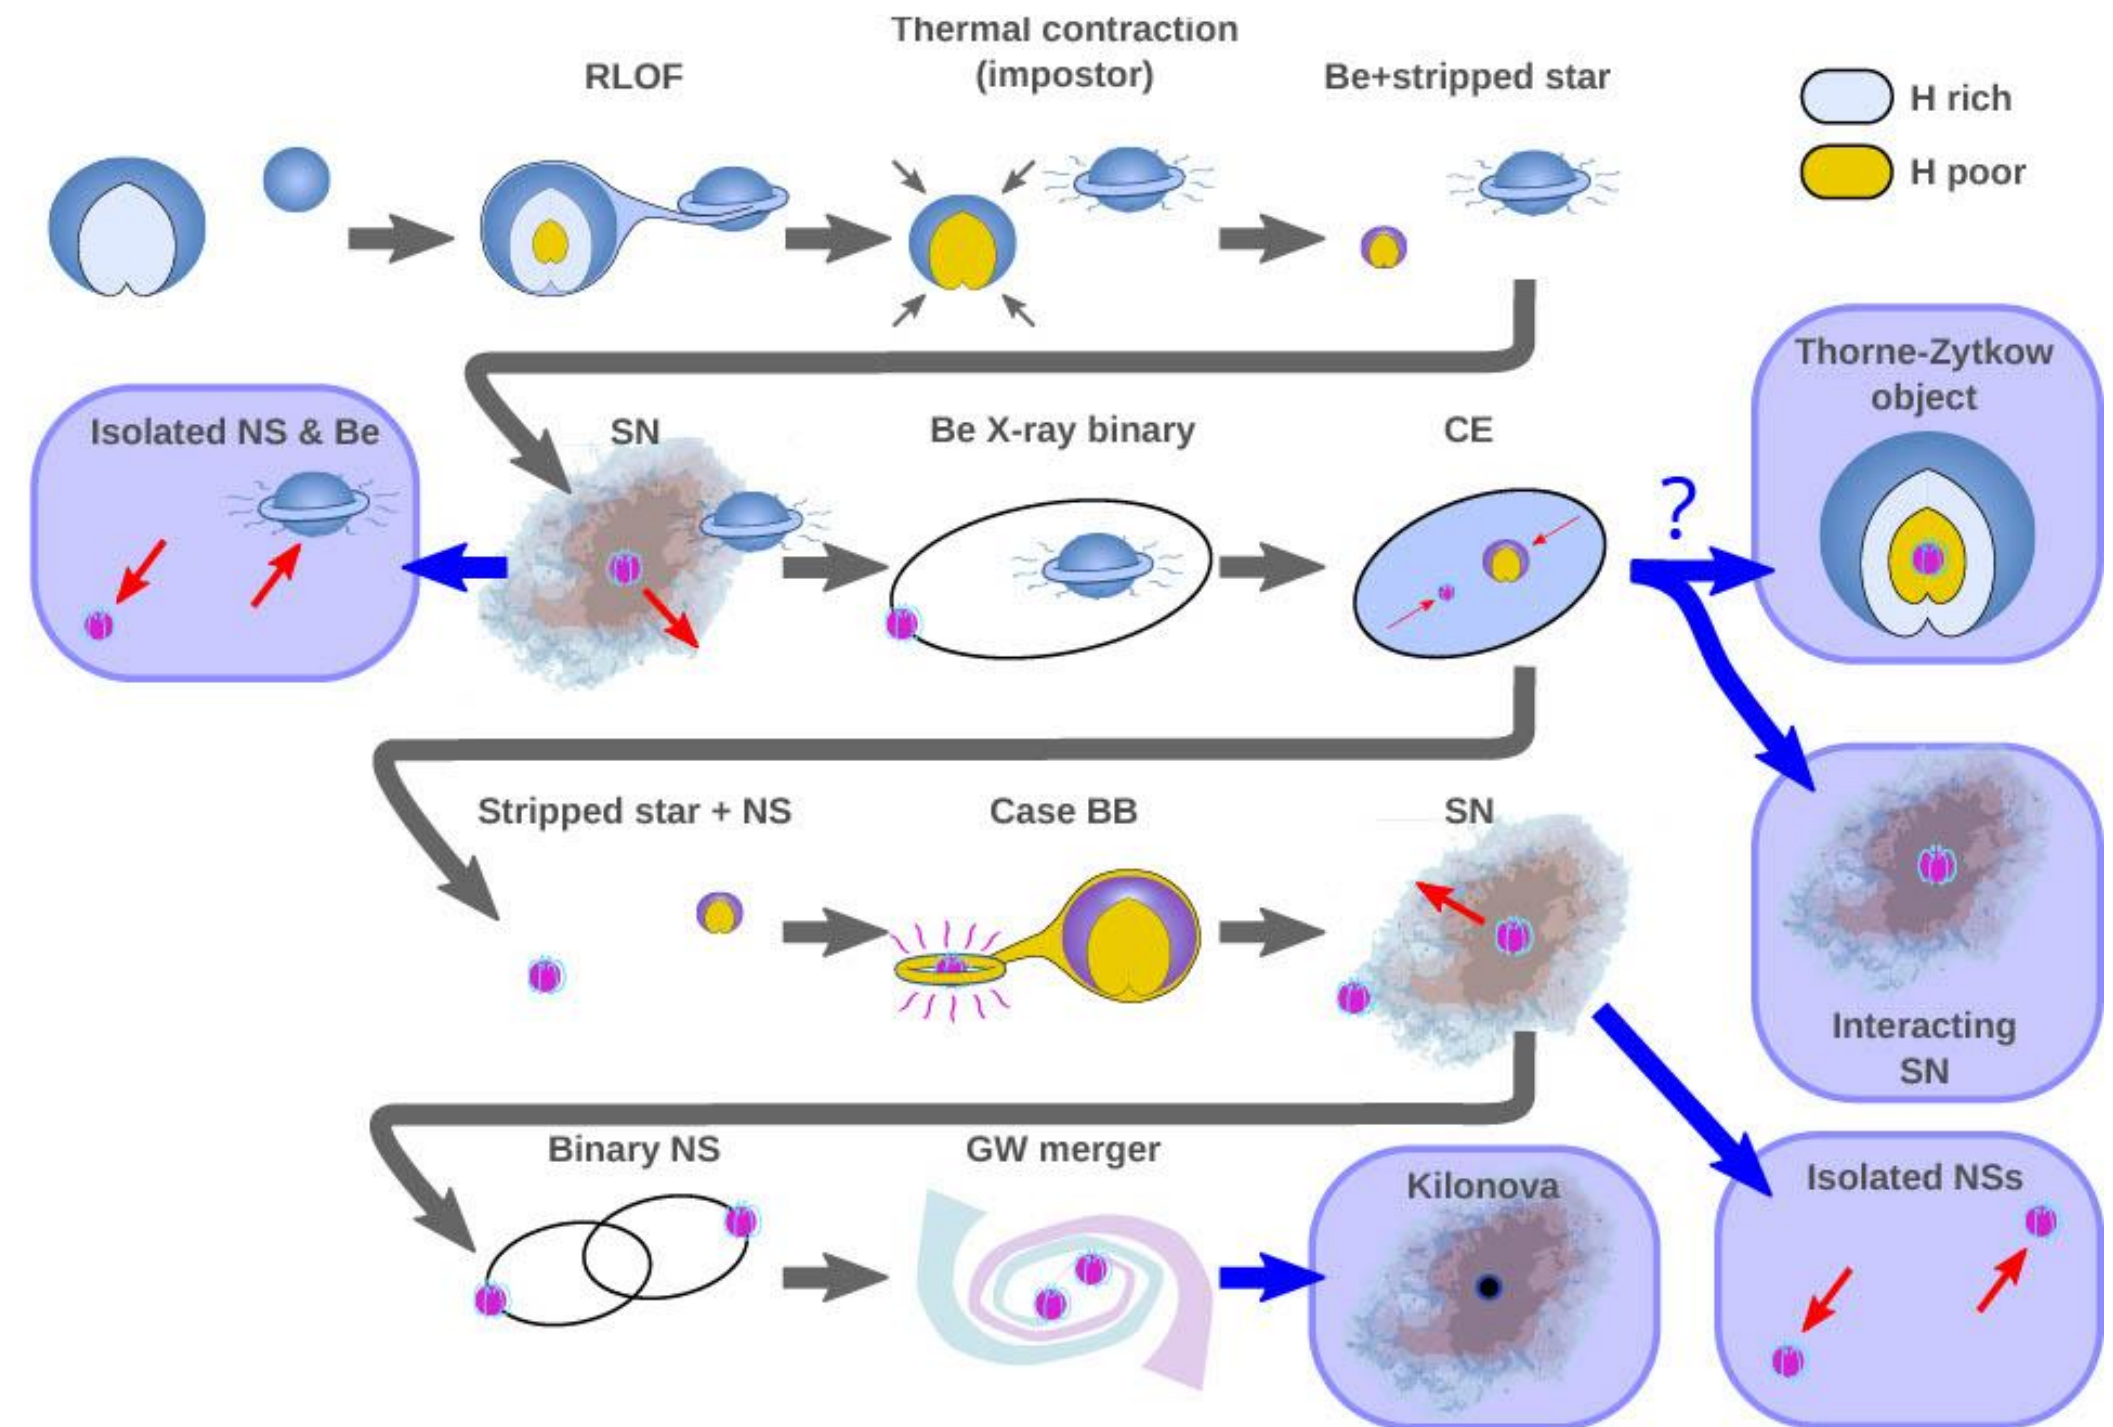 Thermal contraction
(impostor)
RLOF
Be+stripped star
H rich
H poor
Thorne-Zytkow
object
Isolated NS & Be
SN
Be X-ray binary
CE
?
Stripped star + NS
Case BB
SN
Interacting
SN
Binary NS
GW merger
Kilonova
Isolated NSs